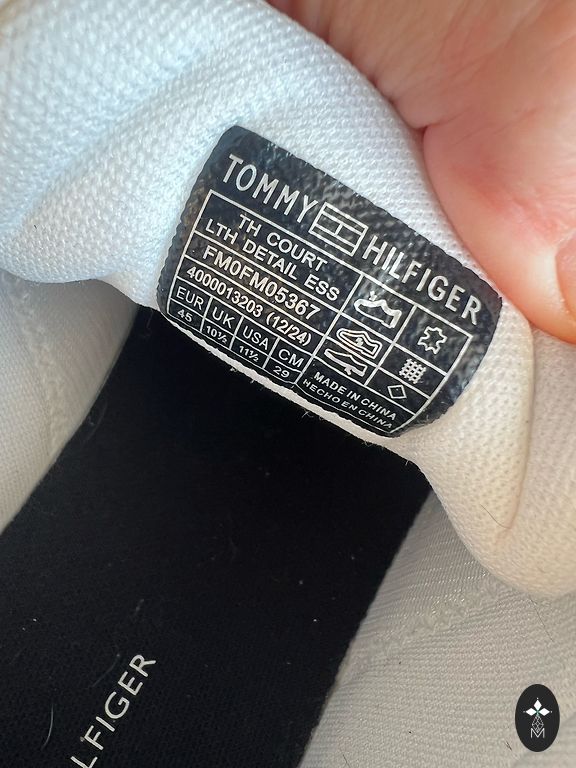 TOMMY HILFIGER
TH COURT
LTH DETAIL ESS
FM0FM05367
4000013203 (12/24)
EUR UK USA CM
45 10½ 11½ 29
MADE IN CHINA
HECHO EN CHINA
LFIGER
M